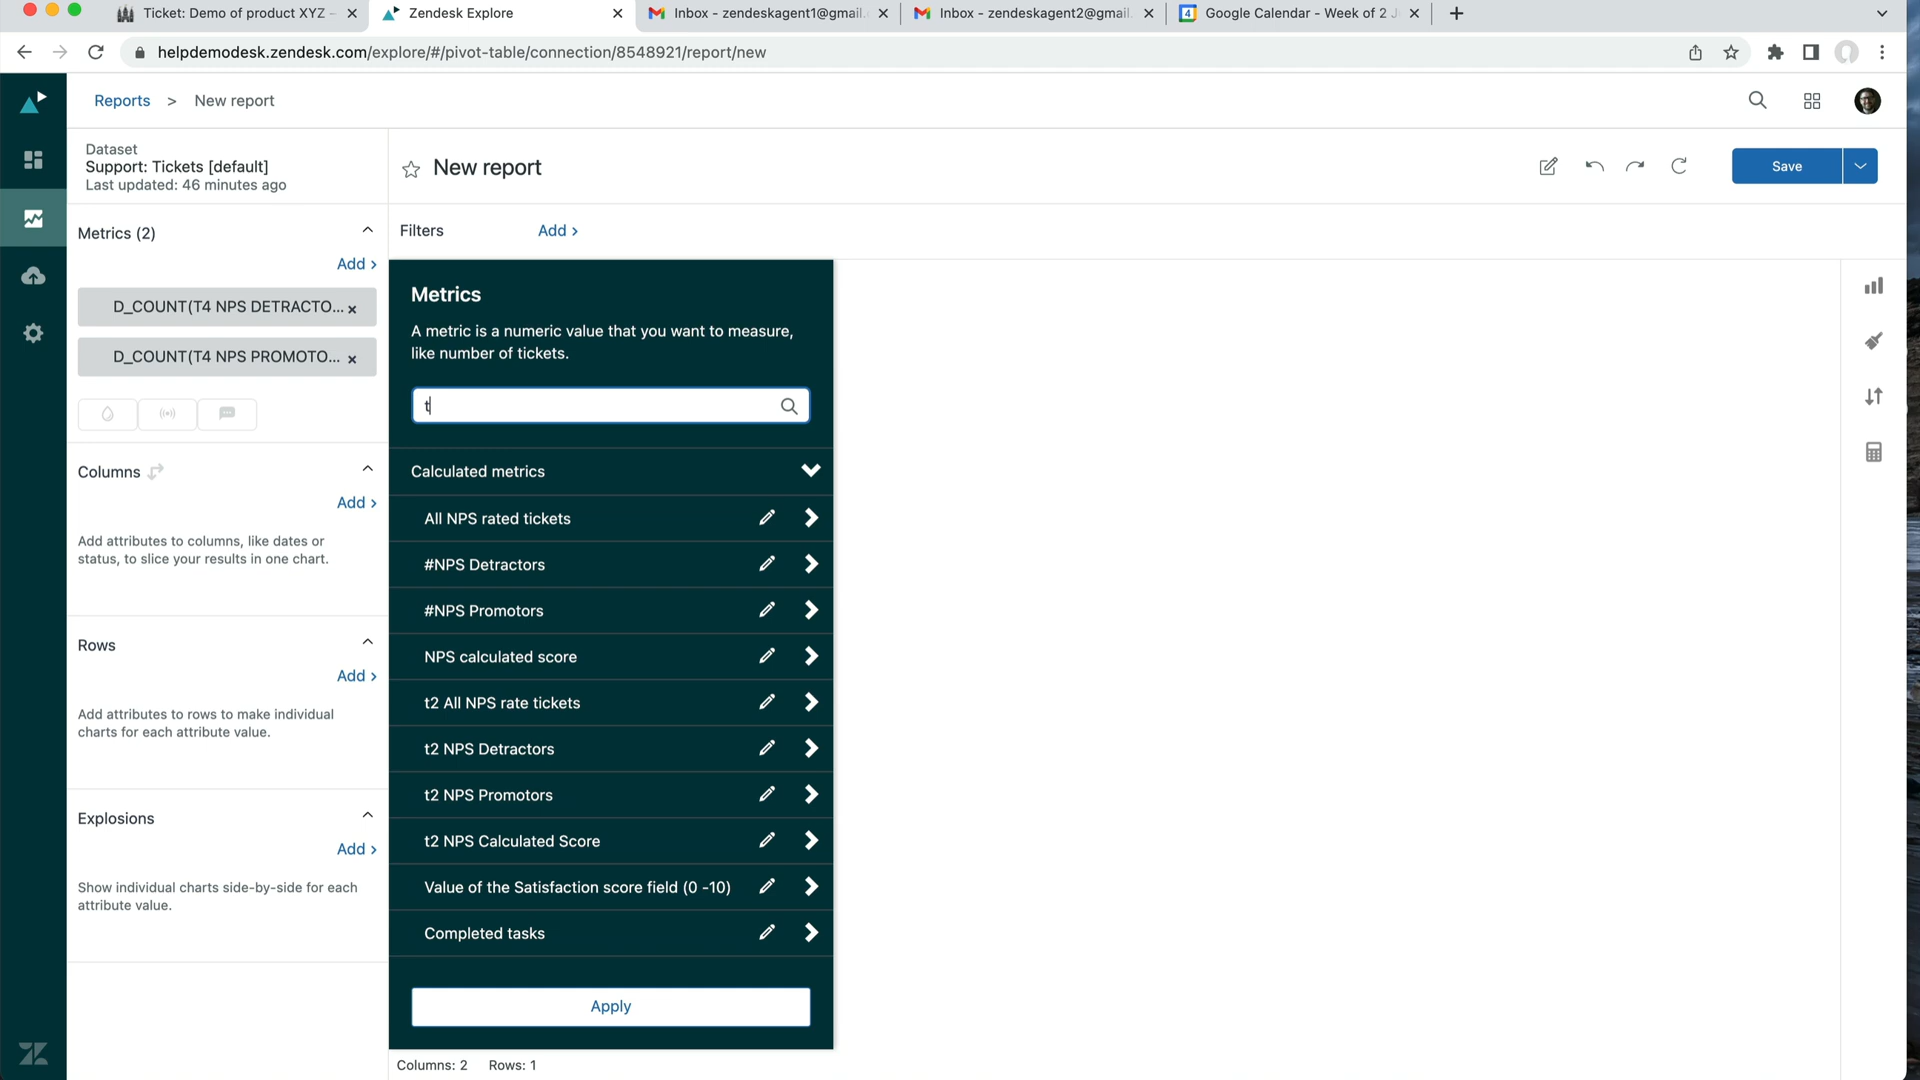 Ticket: Demo of product XYZ –
Zendesk Explore
Inbox - zendeskagent1@gmail.
Inbox - zendeskagent2@gmail.
4
Google Calendar - Week of 2 J
helpdemodesk.zendesk.com/explore/#/pivot-table/connection/8548921/report/new
Reports > New report
Dataset
Support: Tickets [default]
Last updated: 46 minutes ago
New report
Save
Metrics (2)
Add >
D_COUNT(T4 NPS DETRACTO... ×
D_COUNT(T4 NPS PROMOTO... ×
Filters
Add >
Columns
Add >
Add attributes to columns, like dates or
status, to slice your results in one chart.
Rows
Add >
Add attributes to rows to make individual
charts for each attribute value.
Explosions
Add >
Show individual charts side-by-side for each
attribute value.
Metrics
A metric is a numeric value that you want to measure,
like number of tickets.
t
Calculated metrics
All NPS rated tickets
#NPS Detractors
#NPS Promotors
NPS calculated score
t2 All NPS rate tickets
t2 NPS Detractors
t2 NPS Promotors
t2 NPS Calculated Score
Value of the Satisfaction score field (0 -10)
Completed tasks
Apply
Columns: 2 Rows: 1